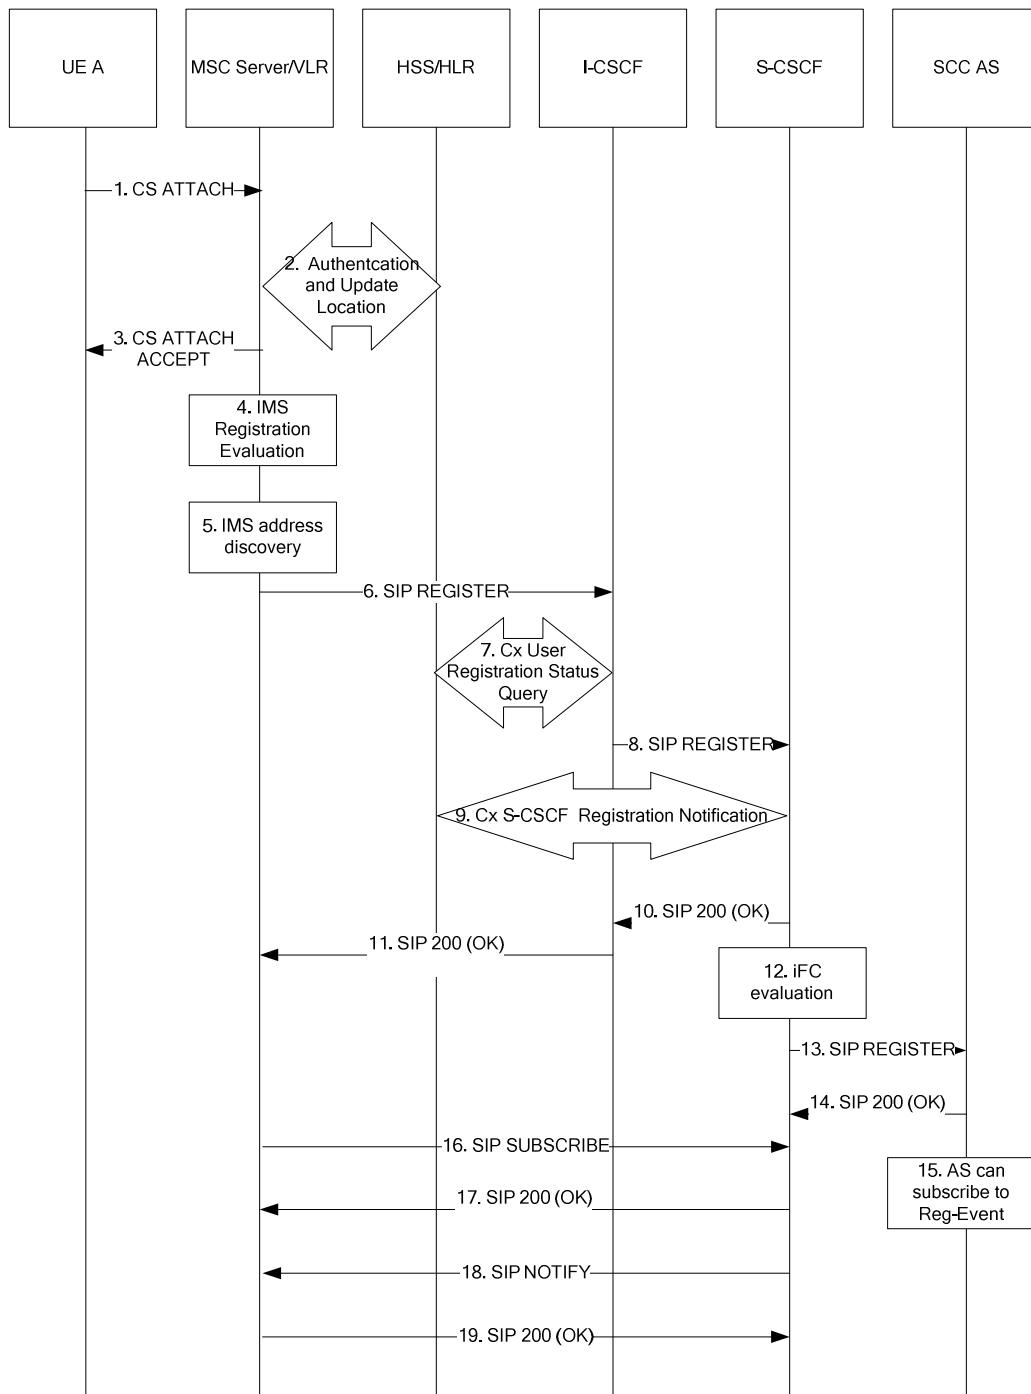 UE A
MSC Server/VLR
HSS/HLR
I-CSCF
S-CSCF
SCC AS
1. CS ATTACH
2. Authentcation
and Update
Location
3. CS ATTACH
ACCEPT
4. IMS
Registration
Evaluation
5. IMS address
discovery
6. SIP REGISTER
7. Cx User
Registration Status
Query
8. SIP REGISTER
9. Cx S-CSCF Registration Notification
10. SIP 200 (OK)
11. SIP 200 (OK)
12. iFC
evaluation
13. SIP REGISTER
14. SIP 200 (OK)
16. SIP SUBSCRIBE
15. AS can
subscribe to
Reg-Event
17. SIP 200 (OK)
18. SIP NOTIFY
19. SIP 200 (OK)